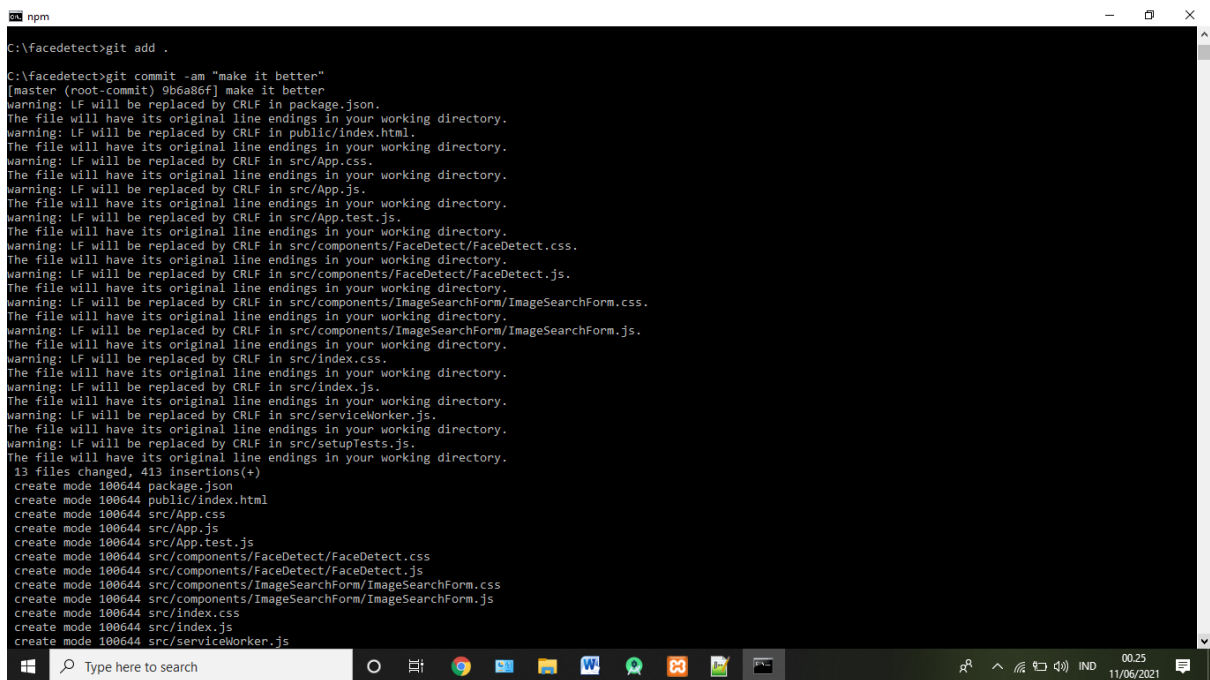 npm
C:\facedetect>git add .
C:\facedetect>git commit -am "make it better"
[master (root-commit) 9b6a86f] make it better
warning: LF will be replaced by CRLF in package.json.
The file will have its original line endings in your working directory.
warning: LF will be replaced by CRLF in public/index.html.
The file will have its original line endings in your working directory.
warning: LF will be replaced by CRLF in src/App.css.
The file will have its original line endings in your working directory.
warning: LF will be replaced by CRLF in src/App.js.
The file will have its original line endings in your working directory.
warning: LF will be replaced by CRLF in src/App.test.js.
The file will have its original line endings in your working directory.
warning: LF will be replaced by CRLF in src/components/FaceDetect/FaceDetect.css.
The file will have its original line endings in your working directory.
warning: LF will be replaced by CRLF in src/components/FaceDetect/FaceDetect.js.
The file will have its original line endings in your working directory.
warning: LF will be replaced by CRLF in src/components/ImageSearchForm/ImageSearchForm.css.
The file will have its original line endings in your working directory.
warning: LF will be replaced by CRLF in src/components/ImageSearchForm/ImageSearchForm.js.
The file will have its original line endings in your working directory.
warning: LF will be replaced by CRLF in src/index.css.
The file will have its original line endings in your working directory.
warning: LF will be replaced by CRLF in src/index.js.
The file will have its original line endings in your working directory.
warning: LF will be replaced by CRLF in src/serviceWorker.js.
The file will have its original line endings in your working directory.
warning: LF will be replaced by CRLF in src/setupTests.js.
The file will have its original line endings in your working directory.
13 files changed, 413 insertions(+)
create mode 100644 package.json
create mode 100644 public/index.html
create mode 100644 src/App.css
create mode 100644 src/App.js
create mode 100644 src/App.test.js
create mode 100644 src/components/FaceDetect/FaceDetect.css
create mode 100644 src/components/FaceDetect/FaceDetect.js
create mode 100644 src/components/ImageSearchForm/ImageSearchForm.css
create mode 100644 src/components/ImageSearchForm/ImageSearchForm.js
create mode 100644 src/index.css
create mode 100644 src/index.js
create mode 100644 src/serviceWorker.js
Type here to search
IND
00.25
11/06/2021